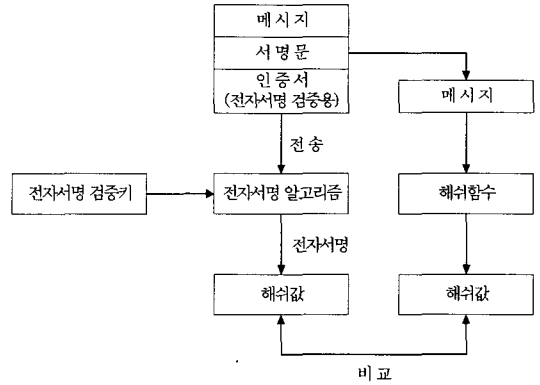 메 시 지
서 명 문
인 증 서
(전자서명 검증용)
메 시 지
전 송
전자서명 검증키
전자서명 알고리즘
해쉬함수
전자서명
해쉬값
해쉬값
비 교